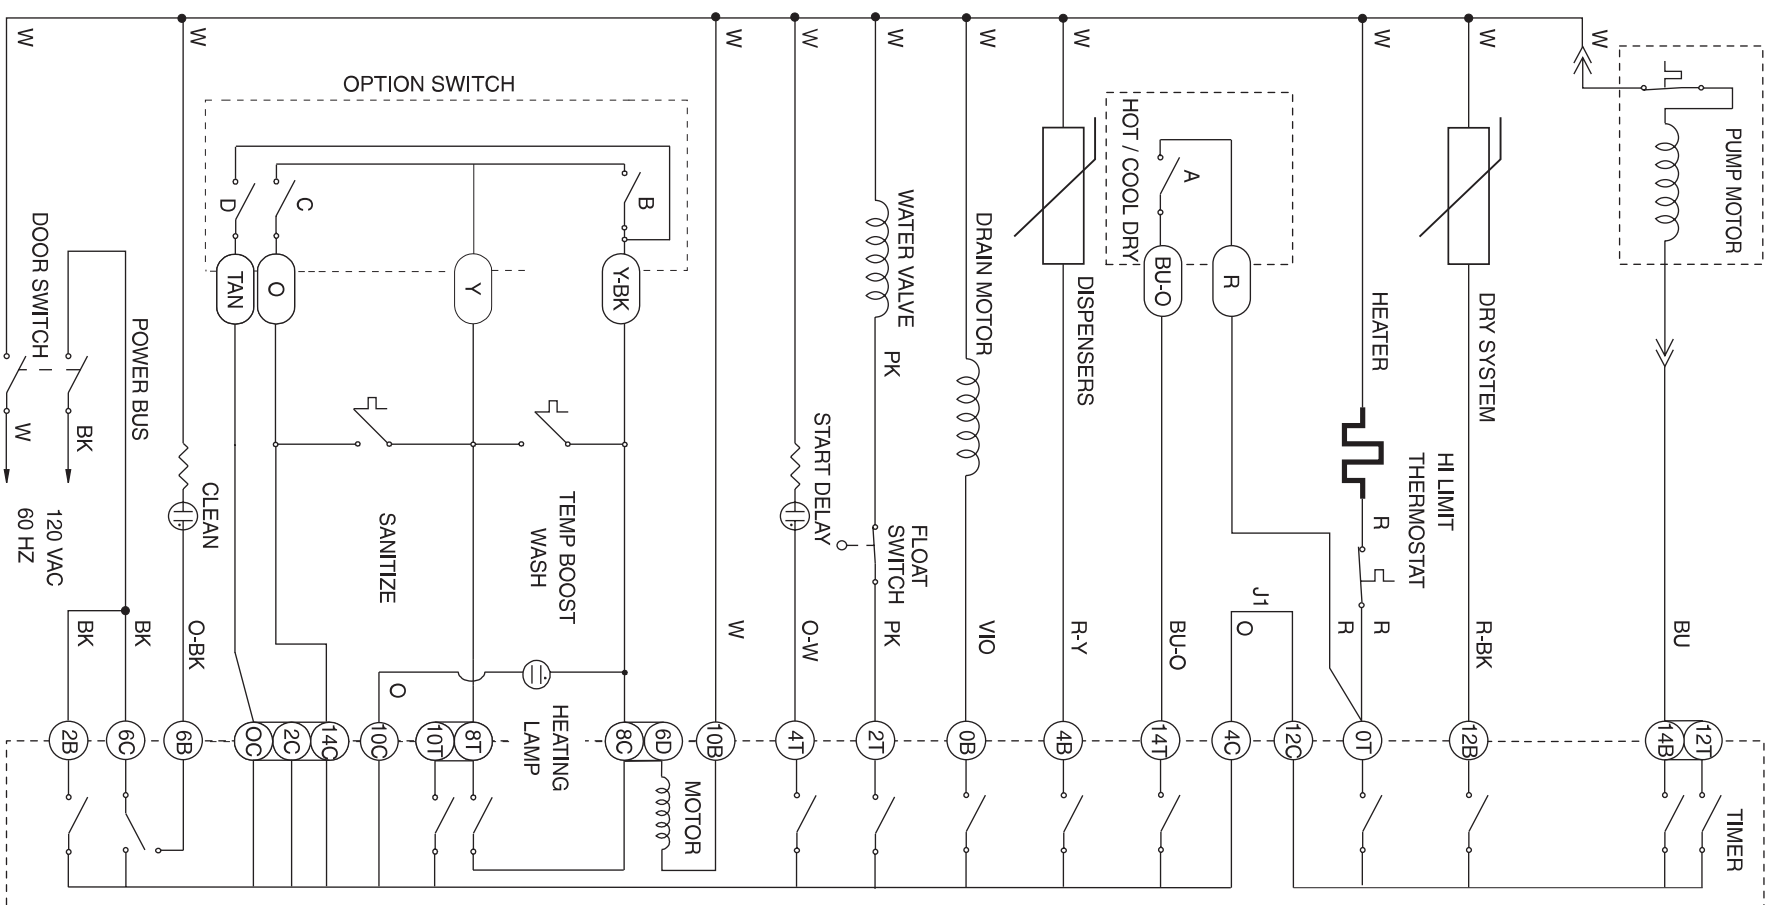 W
W
W
W
W
W
W
W
W
W
OPTION SWITCH
D
C
B
TAN
O
Y
Y-BK
DOOR SWITCH
W
BK
120 VAC
60 HZ
POWER BUS
BK
BK
CLEAN
O-BK
SANITIZE
TEMP BOOST
WASH
O
HEATING
LAMP
W
START DELAY
O-W
WATER VALVE
PK
FLOAT
SWITCH
PK
DRAIN MOTOR
VIO
DISPENSERS
R-Y
HOT / COOL DRY
A
BU-O
R
BU-O
J1
O
HEATER
HI LIMIT
THERMOSTAT
R
R
R
DRY SYSTEM
R-BK
PUMP MOTOR
BU
2B
6C
6B
0C
2C
14C
10C
10T
8T
8C
6D
10B
4T
2T
0B
4B
14T
4C
12C
0T
12B
14B
12T
MOTOR
TIMER